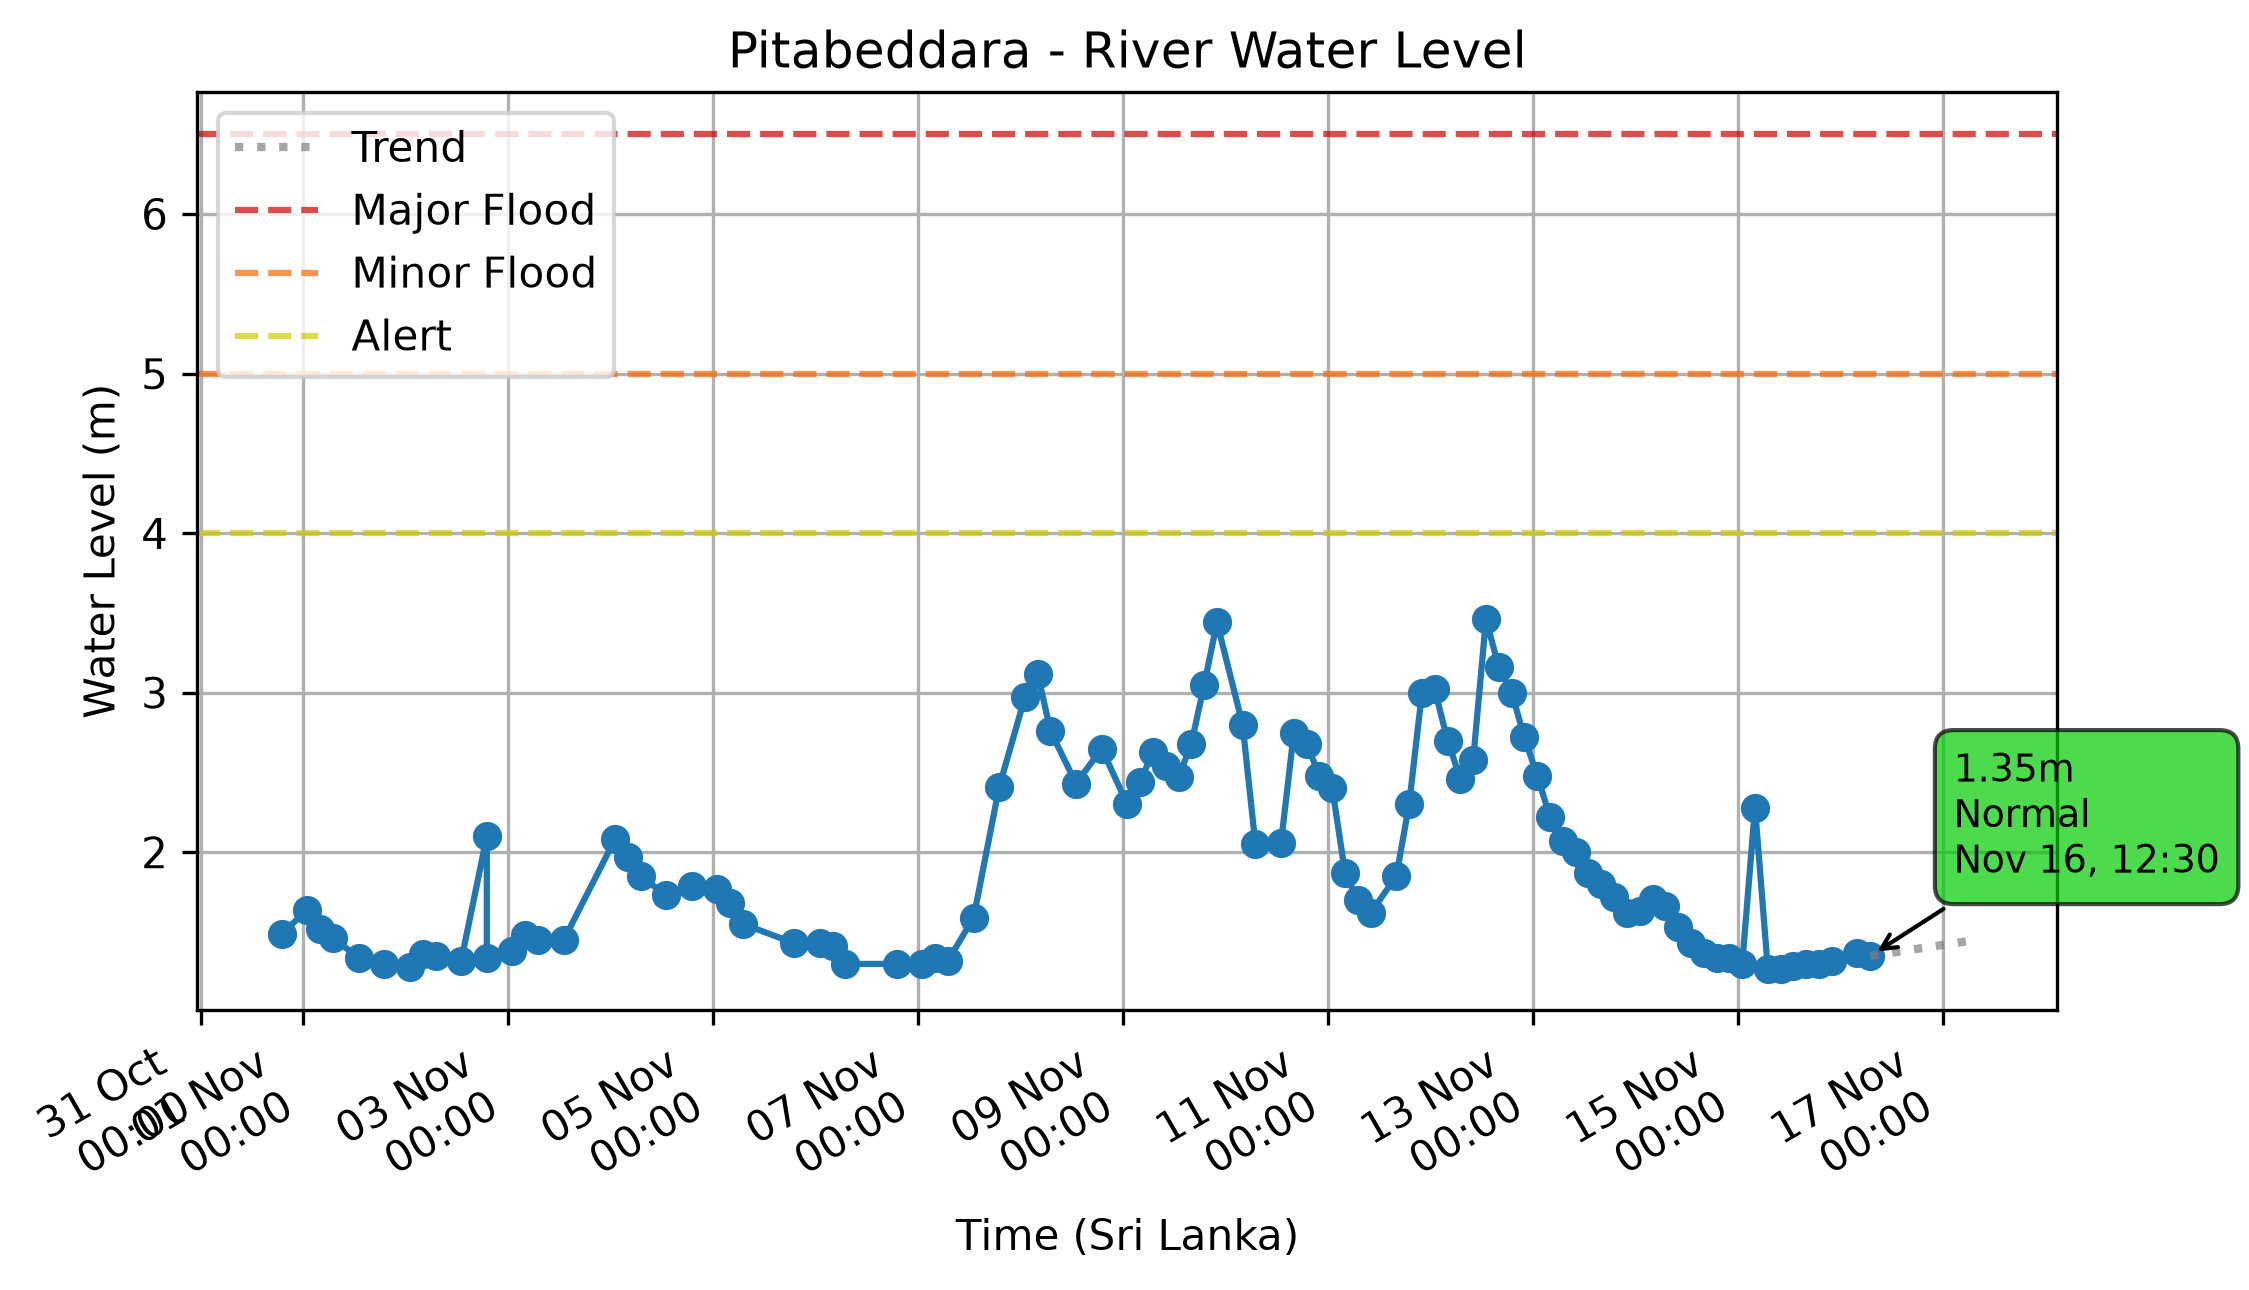 Pitabeddara - River Water Level
Trend
Major Flood
Minor Flood
Alert
6
5
4
3
2
Water Level (m)
1.35m
Normal
Nov 16, 12:30
31 Oct
00:00
01 Nov
00:00
03 Nov
00:00
05 Nov
00:00
07 Nov
00:00
09 Nov
00:00
11 Nov
00:00
13 Nov
00:00
15 Nov
00:00
17 Nov
00:00
Time (Sri Lanka)